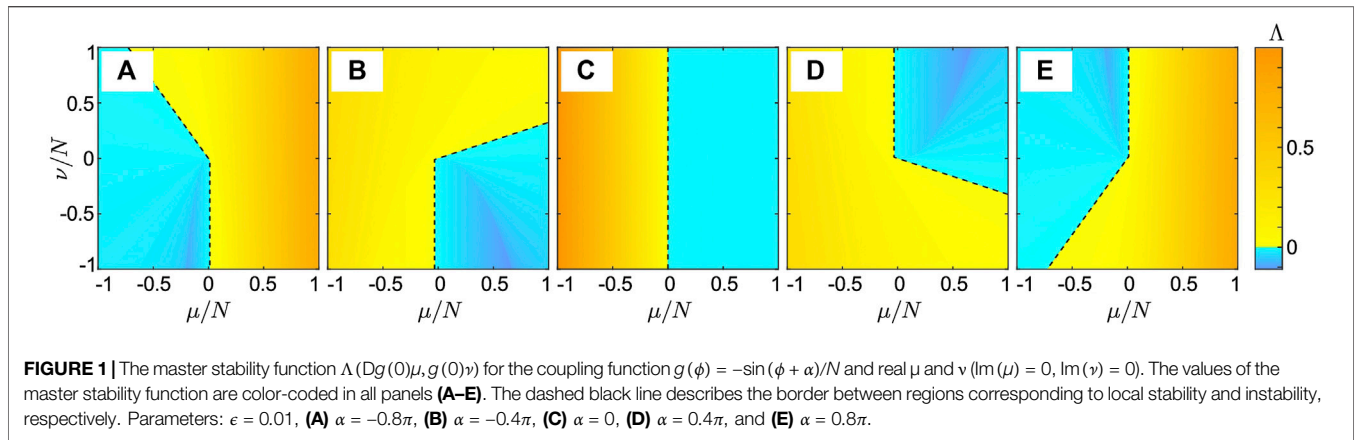 A B C D E Λ
1 0.5 0 -0.5 -1
ν/N
0.5 0
-1 -0.5 0 0.5 1 -1 -0.5 0 0.5 1 -1 -0.5 0 0.5 1 -1 -0.5 0 0.5 1 -1 -0.5 0 0.5 1
μ/N μ/N μ/N μ/N μ/N
FIGURE 1 | The master stability function Λ (Dg(0)μ, g(0)ν) for the coupling function g(ϕ) = −sin (ϕ + α)/N and real μ and ν (Im (μ) = 0, Im (ν) = 0). The values of the
master stability function are color-coded in all panels (A–E). The dashed black line describes the border between regions corresponding to local stability and instability,
respectively. Parameters: ϵ = 0.01, (A) α = −0.8π, (B) α = −0.4π, (C) α = 0, (D) α = 0.4π, and (E) α = 0.8π.